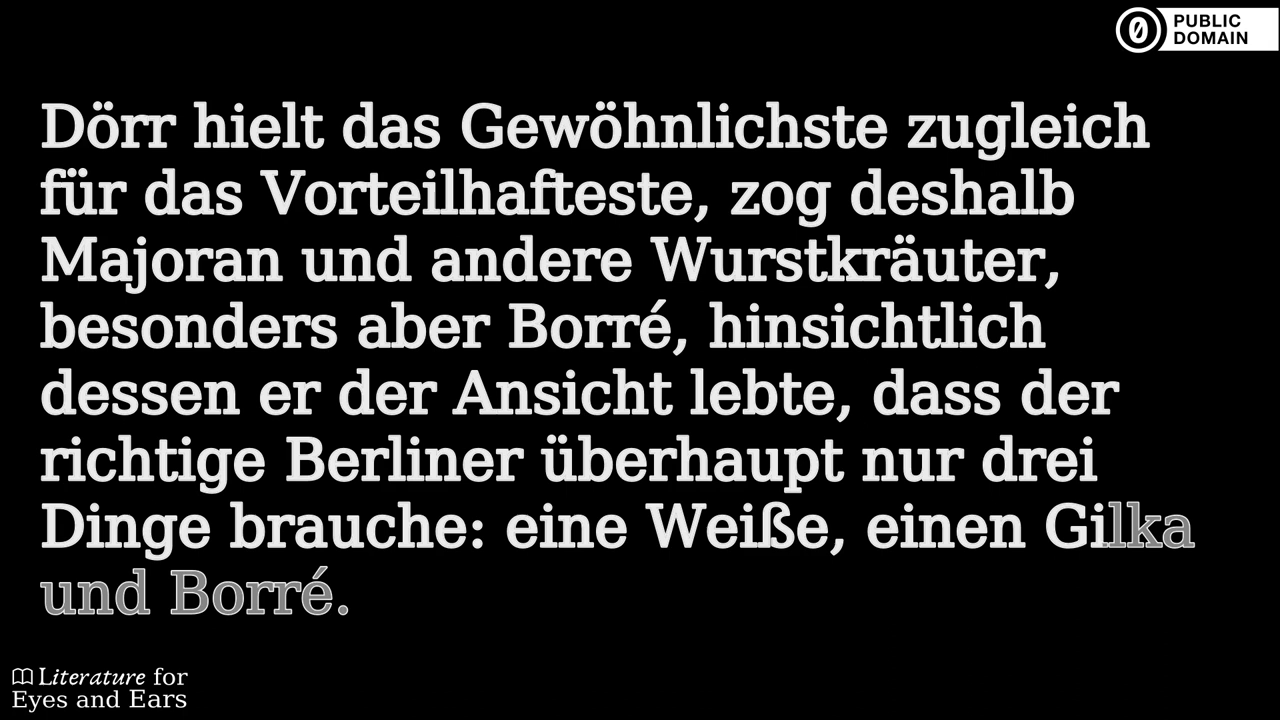 PUBLIC
DOMAIN
Dörr hielt das Gewöhnlichste zugleich
für das Vorteilhafteste, zog deshalb
Majoran und andere Wurstkräuter,
besonders aber Borré, hinsichtlich
dessen er der Ansicht lebte, dass der
richtige Berliner überhaupt nur drei
Dinge brauche: eine Weiße, einen Gilka
und Borré.
Literature for
Eyes and Ears